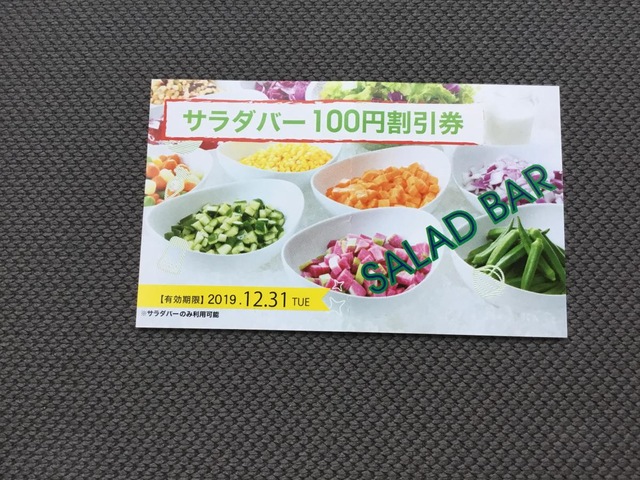 サラダバー100円割引券
SALAD BAR
【有効期限】2019.12.31 TUE
※サラダバーのみ利用可能